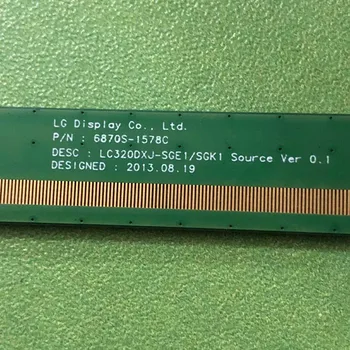 LG Display Co., Ltd.
P/N : 6870S-1578C
DESC : LC320DXJ-SGE1/SGK1 Source Ver 0.1
DESIGNED : 2013.08.19